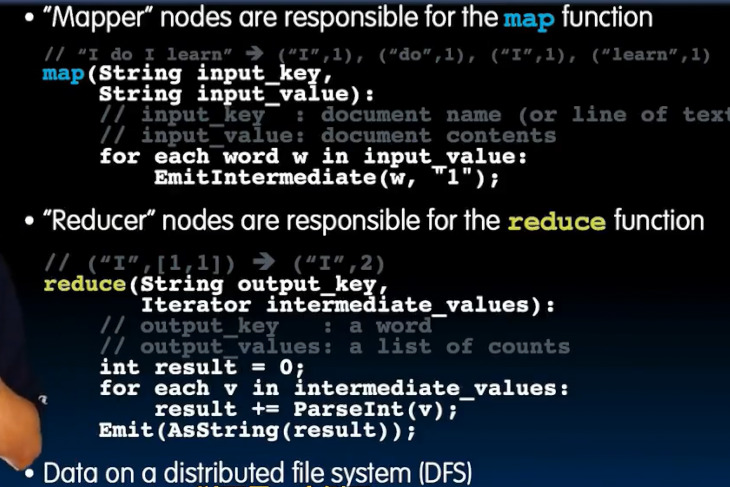 • "Mapper" nodes are responsible for the map function
// "I do I learn" → ("I",1), ("do",1), ("I",1), ("learn",1)
map(String input_key,
String input_value):
// input_key : document name (or line of text
// input_value: document contents
for each word w in input_value:
EmitIntermediate(w, "1");
• "Reducer" nodes are responsible for the reduce function
// ("I",[1,1]) → ("I",2)
reduce(String output_key,
Iterator intermediate_values):
// output_key : a word
// output_values: a list of counts
int result = 0;
for each v in intermediate_values:
result += ParseInt(v);
Emit(AsString(result));
• Data on a distributed file system (DFS)